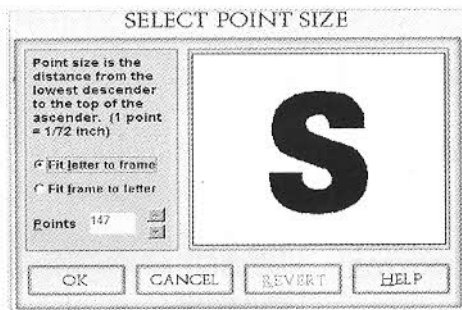 SELECT POINT SIZE
Point size is the
distance from the
lowest descender
to the top of the
ascender. (1 point
= 1/72 inch)
Fit letter to frame
Fit frame to letter
Points 147
S
OK CANCEL REVERT HELP